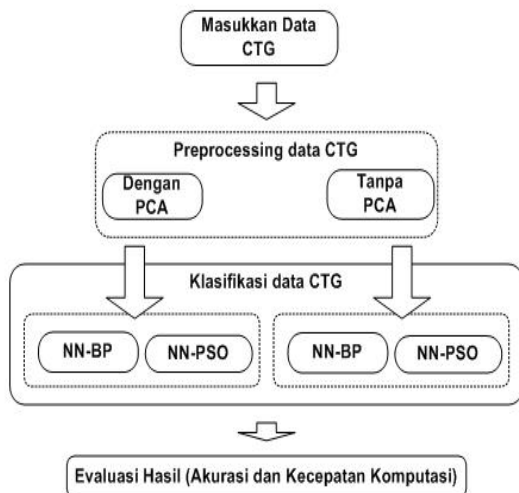 Masukkan Data
CTG
Preprocessing data CTG
Dengan
PCA
Tanpa
PCA
Klasifikasi data CTG
NN-BP
NN-PSO
NN-BP
NN-PSO
Evaluasi Hasil (Akurasi dan Kecepatan Komputasi)